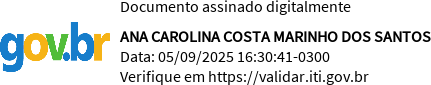 Documento assinado digitalmente
gov.br
ANA CAROLINA COSTA MARINHO DOS SANTOS
Data: 05/09/2025 16:30:41-0300
Verifique em https://validar.iti.gov.br